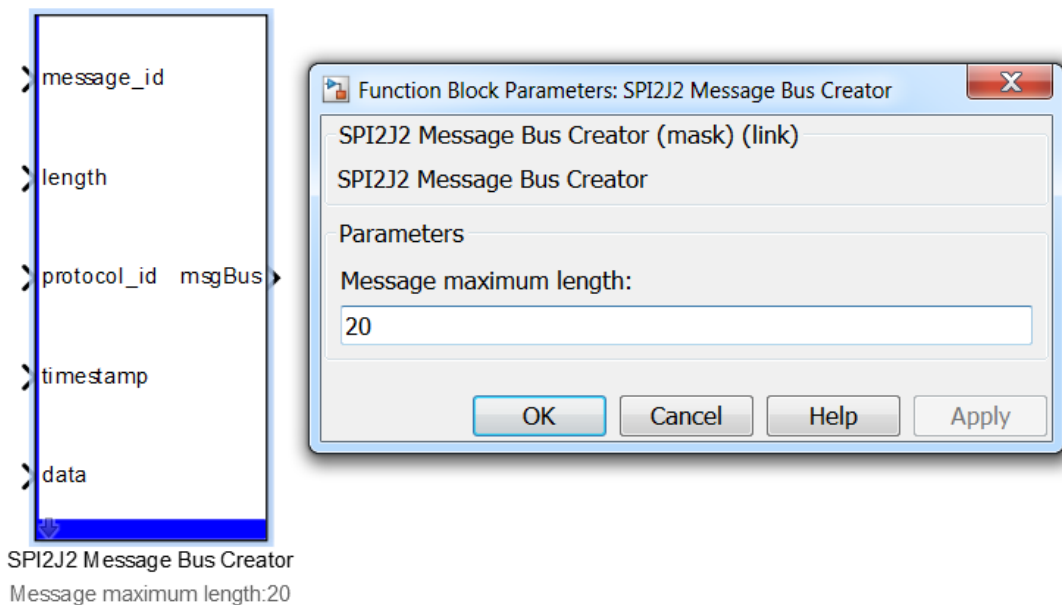 message_id
length
protocol_id msgBus
timestamp
data
SPI2J2 Message Bus Creator
Message maximum length:20
Function Block Parameters: SPI2J2 Message Bus Creator
SPI2J2 Message Bus Creator (mask) (link)
SPI2J2 Message Bus Creator
Parameters
Message maximum length:
20
OK Cancel Help Apply